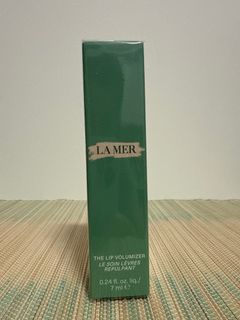 LA MER
THE LIP VOLUMIZER
LE SOIN LÈVRES
REPULPANT
0.24 fl. oz. liq./
7 ml ℮